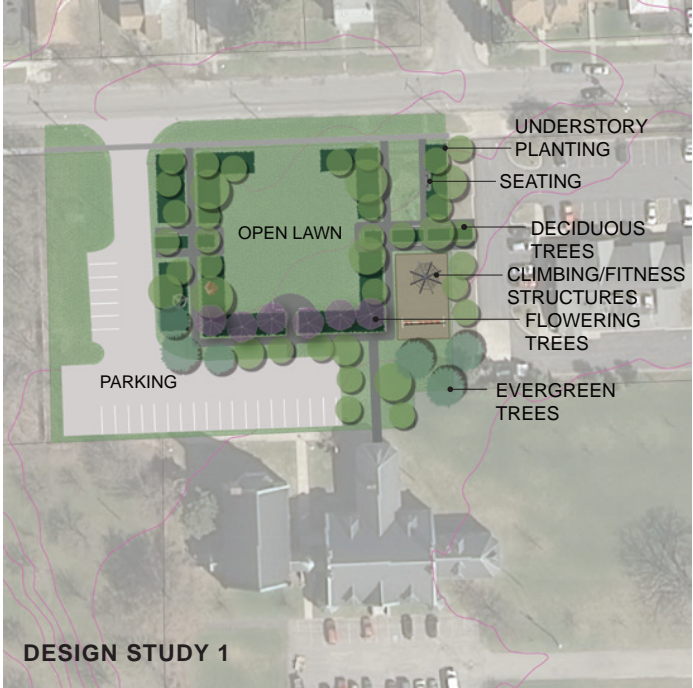 UNDERSTORY
PLANTING
SEATING
OPEN LAWN
DECIDUOUS
TREES
CLIMBING/FITNESS
STRUCTURES
FLOWERING
TREES
PARKING
EVERGREEN
TREES
DESIGN STUDY 1